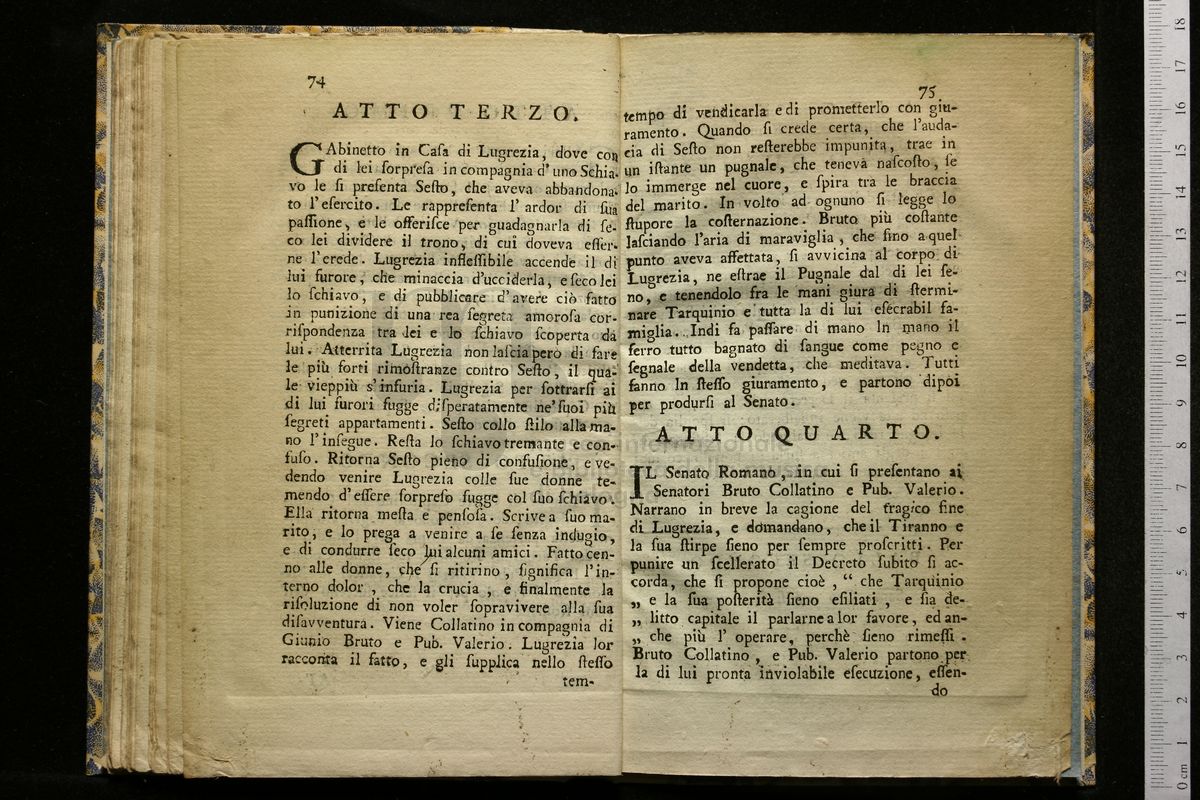 74
ATTO TERZO.
GAbinetto in Caſa di Lugrezia, dove con
di lei ſorpreſa in compagnia d'uno Schia-
vo le ſi preſenta Seſto, che aveva abbandona-
to l'eſercito. Le rappreſenta l'ardor di ſua
paſſione, e le offeriſce per guadagnarla di ſe-
co lei dividere il trono, di cui doveva eſſer-
ne l'erede. Lugrezia infleſſibile accende il di
lui furore, che minaccia d'ucciderla, e ſeco lei
lo ſchiavo, e di pubblicare d'avere ciò fatto
in punizione di una rea ſegreta amoroſa cor-
riſpondenza tra lei e lo ſchiavo ſcoperta da
lui. Atterrita Lugrezia non laſcia però di fare
le più forti rimoſtranze contro Seſto, il qua-
le vieppiù s'infuria. Lugrezia per ſottrarſi ai
di lui furori fugge diſperatamente ne'ſuoi più
ſegreti appartamenti. Seſto collo ſtilo alla ma-
no l'inſegue. Reſta lo ſchiavo tremante e con-
fuſo. Ritorna Seſto pieno di confuſione, e ve-
dendo venire Lugrezia colle ſue donne te-
mendo d'eſſere ſorpreſo fugge col ſuo ſchiavo.
Ella ritorna meſta e penſoſa. Scrive a ſuo ma-
rito, e lo prega a venire a ſe ſenza indugio,
e di condurre ſeco lui alcuni amici. Fatto cen-
no alle donne, che ſi ritirino, ſignifica l'in-
terno dolor, che la crucia, e finalmente la
riſoluzione di non voler ſopravivere alla ſua
diſavventura. Viene Collatino in compagnia di
Giunio Bruto e Pub. Valerio. Lugrezia lor
racconta il fatto, e gli ſupplica nello ſteſſo
tem-
75
tempo di vendicarla e di prometterlo con giu-
ramento. Quando ſi crede certa, che l'auda-
cia di Seſto non reſterebbe impunita, trae in
un iſtante un pugnale, che teneva naſcoſto, ſe
lo immerge nel cuore, e ſpira tra le braccia
del marito. In volto ad ognuno ſi legge lo
ſtupore la coſternazione. Bruto più coſtante
laſciando l'aria di maraviglia, che fino a quel
punto aveva affettata, ſi avvicina al corpo di
Lugrezia, ne eſtrae il Pugnale dal di lei ſe-
no, e tenendolo fra le mani giura di ſtermi-
nare Tarquinio e tutta la di lui eſecrabil fa-
miglia. Indi fa paſſare di mano In mano il
ferro tutto bagnato di ſangue come pegno e
ſegnale della vendetta, che meditava. Tutti
fanno In ſteſſo giuramento, e partono dipoi
per produrſi al Senato.
ATTO QUARTO.
IL Senato Romano, in cui ſi preſentano ai
Senatori Bruto Collatino e Pub. Valerio.
Narrano in breve la cagione del tragico fine
di Lugrezia, e domandano, che il Tiranno e
la ſua ſtirpe ſieno per ſempre proſcritti. Per
punire un ſcellerato il Decreto ſubito ſi ac-
corda, che ſi propone cioè, “ che Tarquinio
„ e la ſua poſterità ſieno eſiliati, e ſia de-
„ litto capitale il parlarne a lor favore, ed an-
„ che più l'operare, perchè ſieno rimeſſi.
Bruto Collatino, e Pub. Valerio partono per
la di lui pronta inviolabile eſecuzione, eſſen-
do